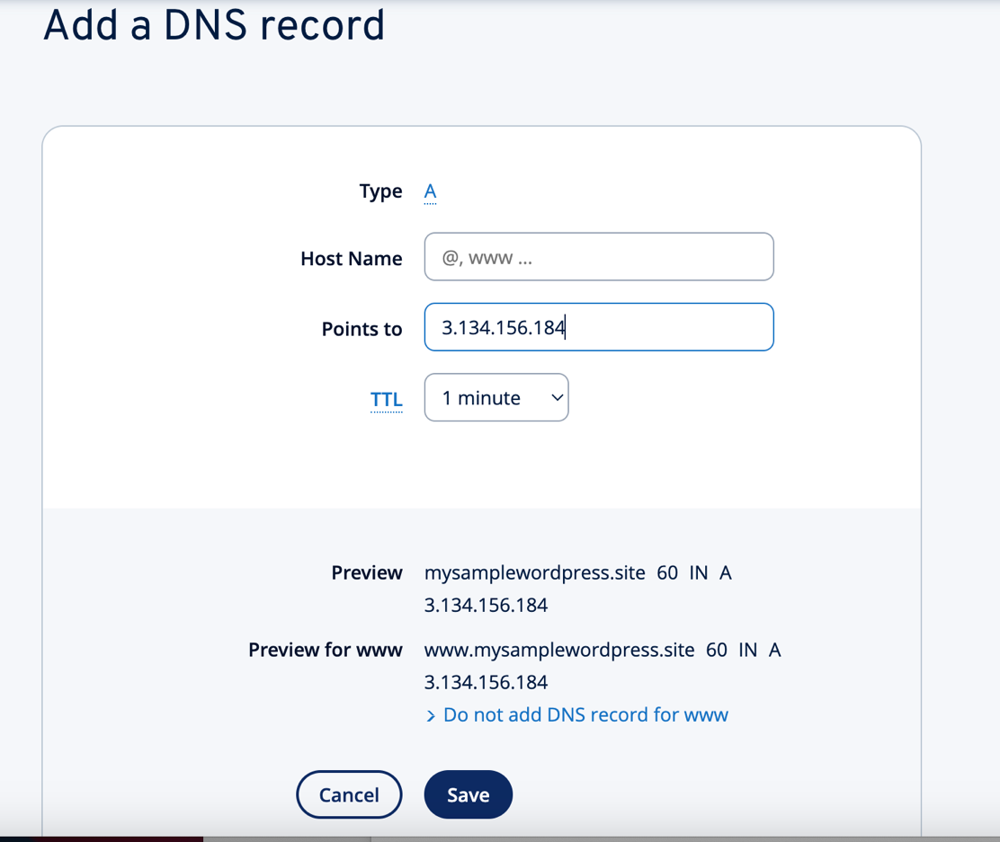 Add a DNS record
Type A
Host Name @, www ...
Points to 3.134.156.184
TTL 1 minute
Preview mysamplewordpress.site 60 IN A
3.134.156.184
Preview for www www.mysamplewordpress.site 60 IN A
3.134.156.184
Do not add DNS record for www
Cancel Save